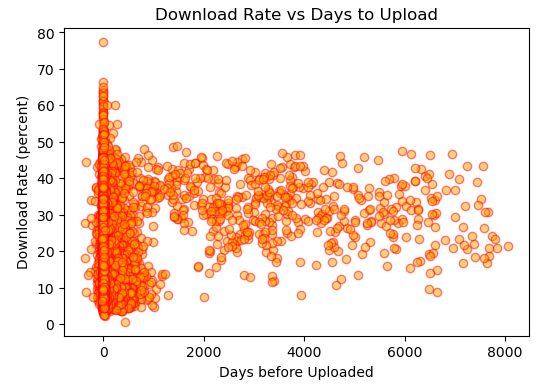 Download Rate vs Days to Upload
80
70
60
50
40
30
20
10
0
Download Rate (percent)
0 2000 4000 6000 8000
Days before Uploaded